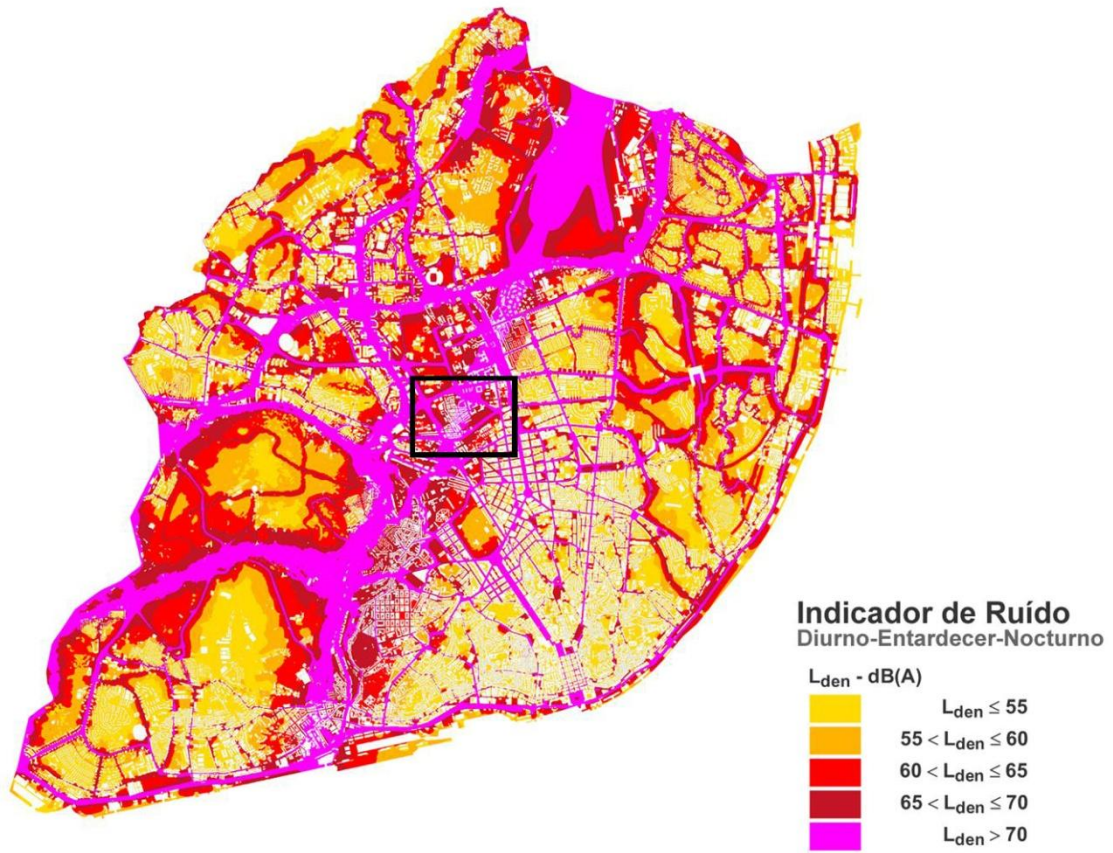 Indicador de Ruído
Diurno-Entardecer-Nocturno
Lden - dB(A)
Lden ≤ 55
55 < Lden ≤ 60
60 < Lden ≤ 65
65 < Lden ≤ 70
Lden > 70